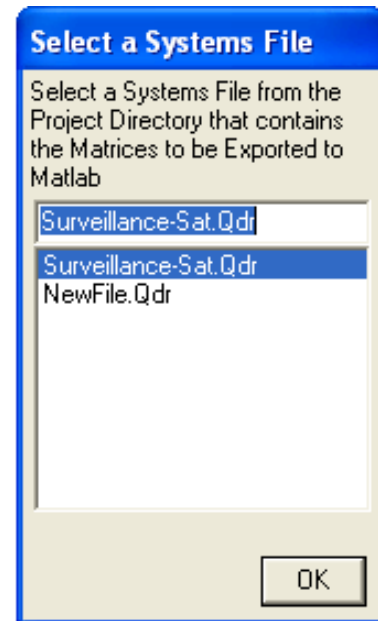 Select a Systems File
Select a Systems File from the
Project Directory that contains
the Matrices to be Exported to
Matlab
Surveillance-Sat.Qdr
Surveillance-Sat.Qdr
NewFile.Qdr
OK